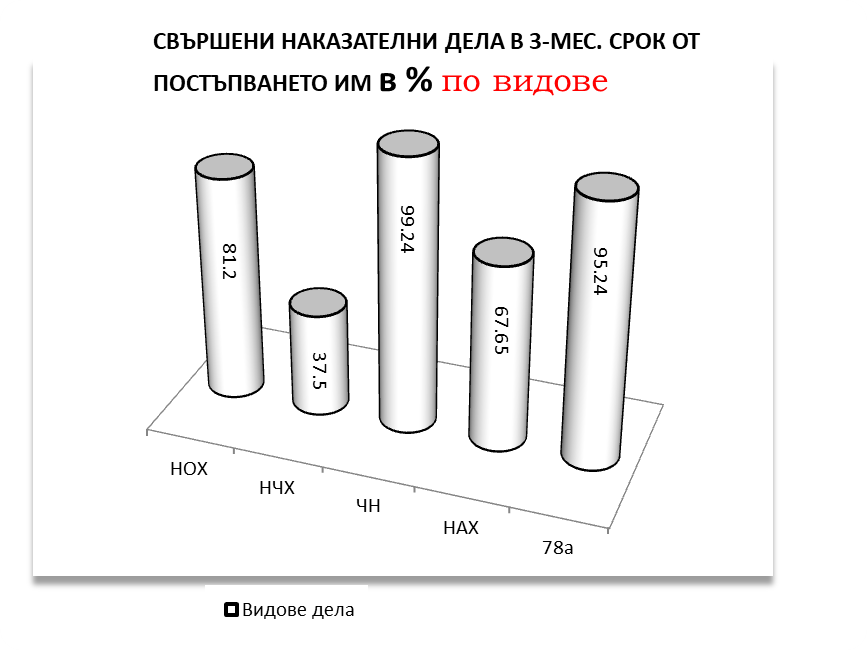 СВЪРШЕНИ НАКАЗАТЕЛНИ ДЕЛА В 3-МЕС. СРОК ОТ
ПОСТЪПВАНЕТО ИМ в % по видове
81.2
37.5
99.24
67.65
95.24
НОХ
НЧХ
ЧН
НАХ
78а
Видове дела